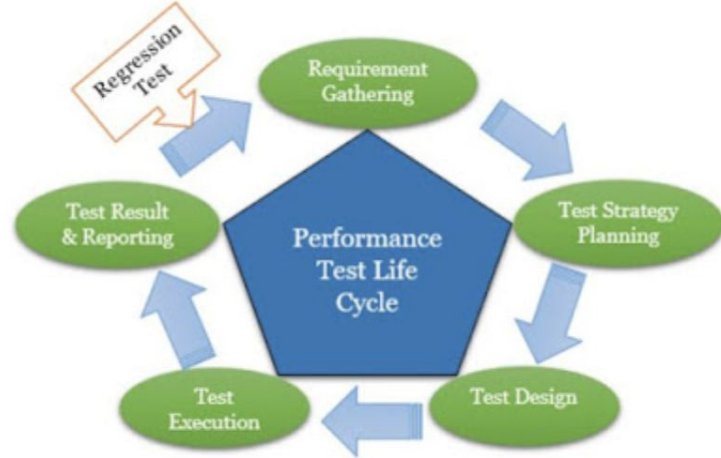 Regression
Test
Requirement
Gathering
Test Strategy
Planning
Test Design
Test
Execution
Test Result
& Reporting
Performance
Test Life
Cycle